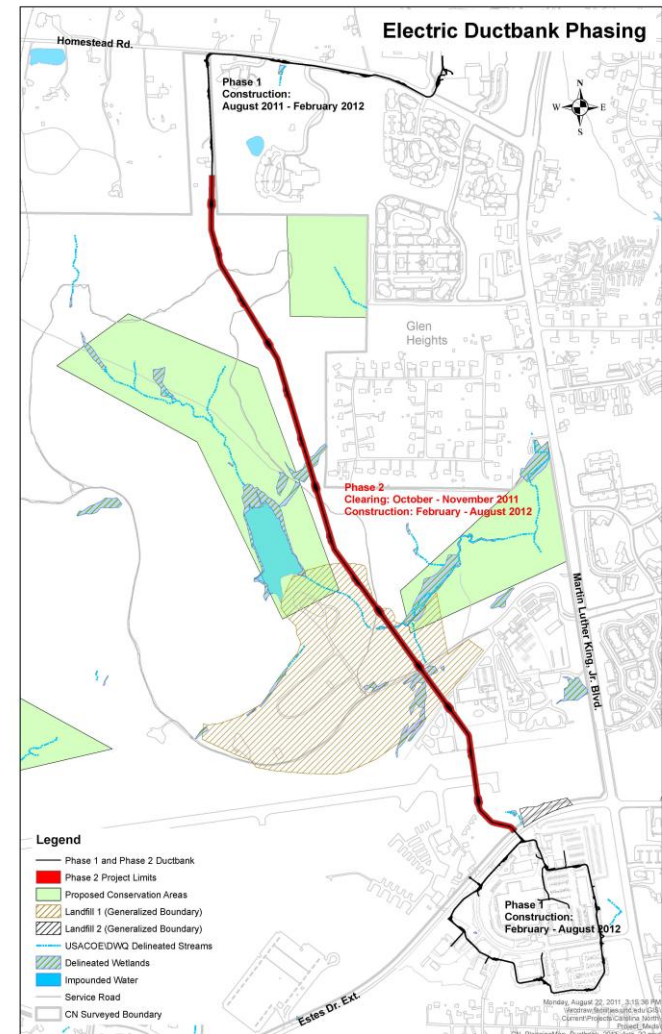 Electric Ductbank Phasing
Homestead Rd.
Phase 1
Construction:
August 2011 - February 2012
N
W
E
S
Glen
Heights
Phase 2
Clearing: October - November 2011
Construction: February - August 2012
Martin Luther King, Jr. Blvd.
Legend
Phase 1 and Phase 2 Ductbank
Phase 2 Project Limits
Proposed Conservation Areas
Landfill 1 (Generalized Boundary)
Landfill 2 (Generalized Boundary)
USACOE\DWQ Delineated Streams
Delineated Wetlands
Impounded Water
Service Road
CN Surveyed Boundary
Phase 1
Construction:
February - August 2012
Estes Dr. Ext.
Monday, August 22, 2011 3:15:36 PM